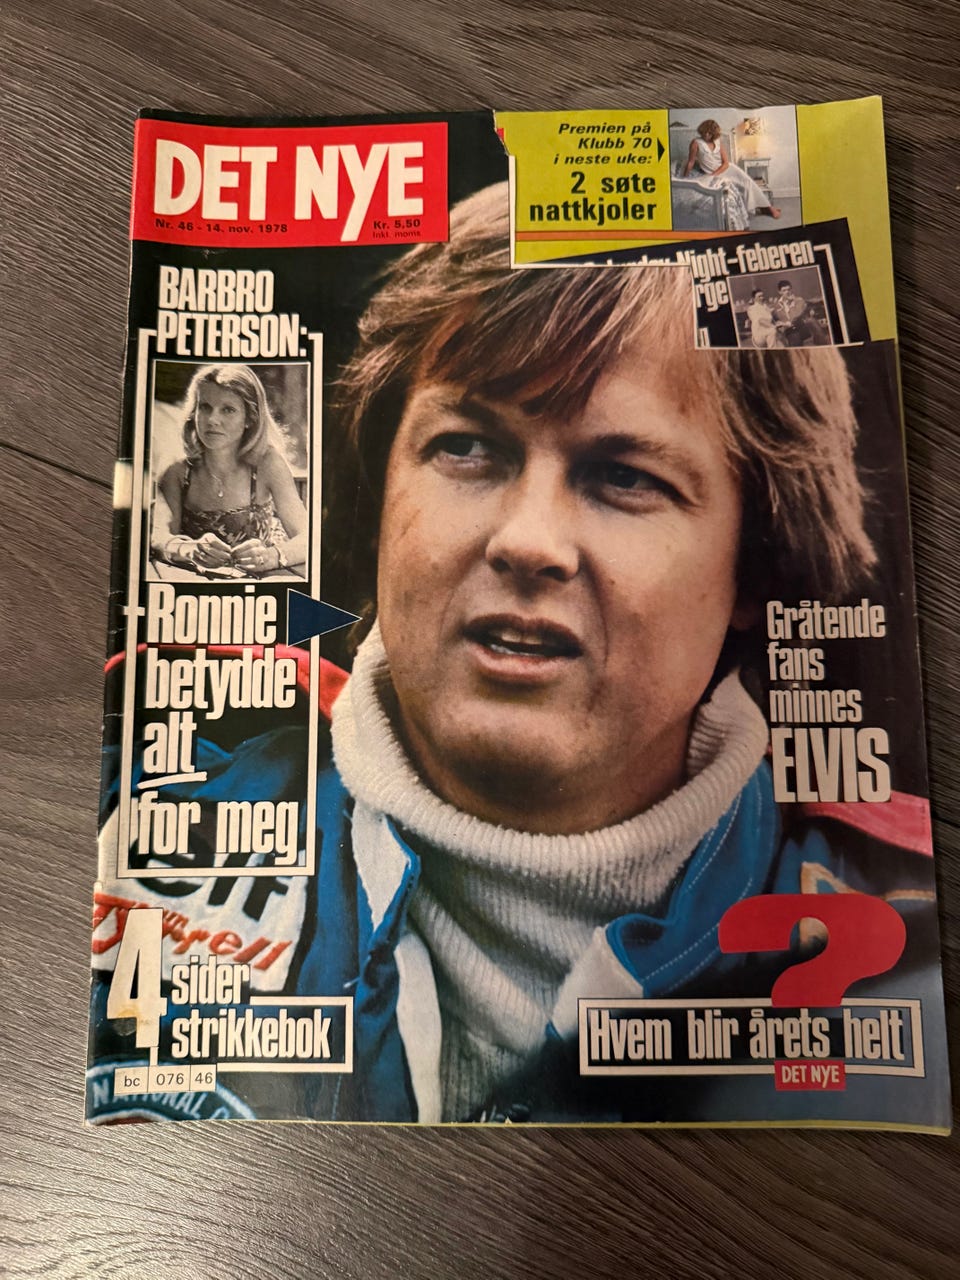 DET NYE
Nr. 46 - 14. nov. 1978
Kr. 5,50
Inkl. moms
Premien på
Klubb 70
i neste uke:
2 søte
nattkjoler
Night-feberen
BARBRO
PETERSON:
Ronnie
betydde
alt
for meg
Gråtende
fans
minnes
ELVIS
elf
Tyrrell
4 sider
strikkebok
?
Hvem blir årets helt
DET NYE
bc 076 46